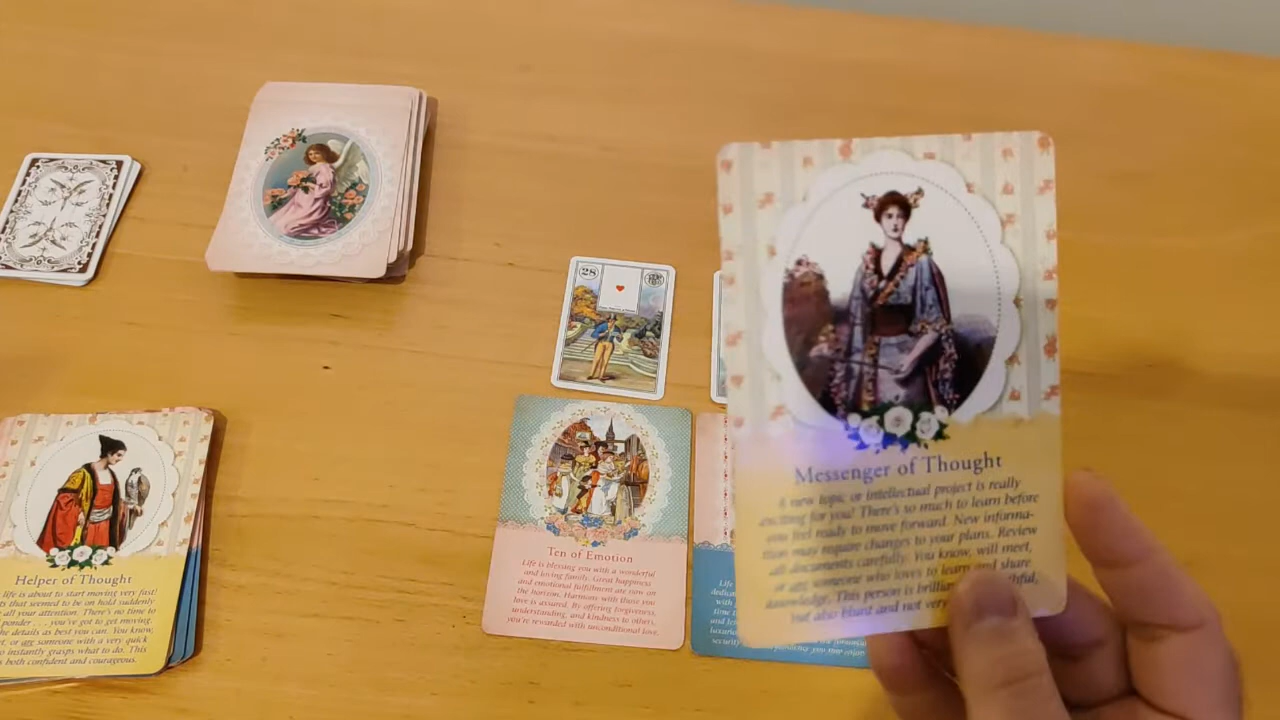 28
Messenger of Thought
A new topic or intellectual project is really
exciting for you! There's so much to learn before
you feel ready to move forward. New informa-
tion may require changes to your plans. Review
all documents carefully. You know, will meet,
or are someone who loves to learn and share
knowledge. This person is
but also blunt and not very
Ten of Emotion
Life is blessing you with a wonderful
and loving family. Great happiness
and emotional fulfillment are now on
the horizon. Harmony with those you
love is assured. By offering forgiveness,
understanding, and kindness to others,
you're rewarded with unconditional love.
Life
with
time
and
security
Helper of Thought
life is about to start moving very fast!
that seemed to be on hold suddenly
all your attention. There's no time to
ponder . . . you've got to get moving.
the details as best you can. You know,
or are someone with a very quick
instantly grasps what to do. This
is both confident and courageous.